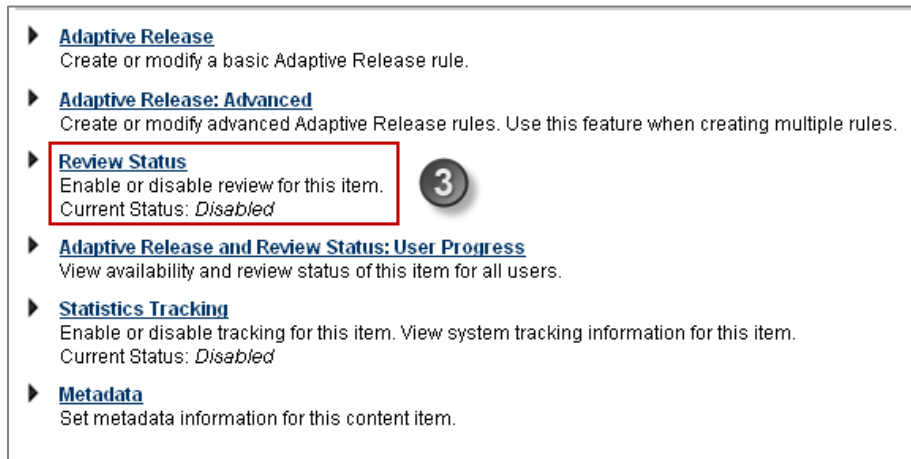 Adaptive Release
Create or modify a basic Adaptive Release rule.
Adaptive Release: Advanced
Create or modify advanced Adaptive Release rules. Use this feature when creating multiple rules.
Review Status
Enable or disable review for this item.
Current Status: Disabled
3
Adaptive Release and Review Status: User Progress
View availability and review status of this item for all users.
Statistics Tracking
Enable or disable tracking for this item. View system tracking information for this item.
Current Status: Disabled
Metadata
Set metadata information for this content item.